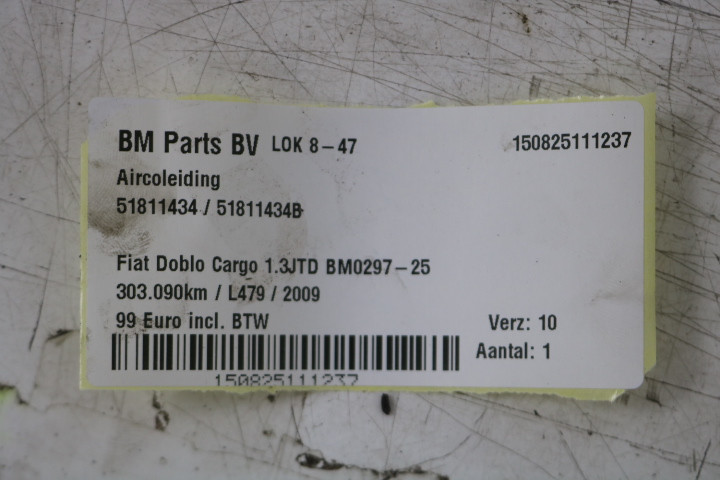 BM Parts BV LOK 8-47 150825111237
Aircoleiding
51811434 / 51811434B
Fiat Doblo Cargo 1.3JTD BM0297-25
303.090km / L479 / 2009
99 Euro incl. BTW Verz: 10
Aantal: 1
150825111237